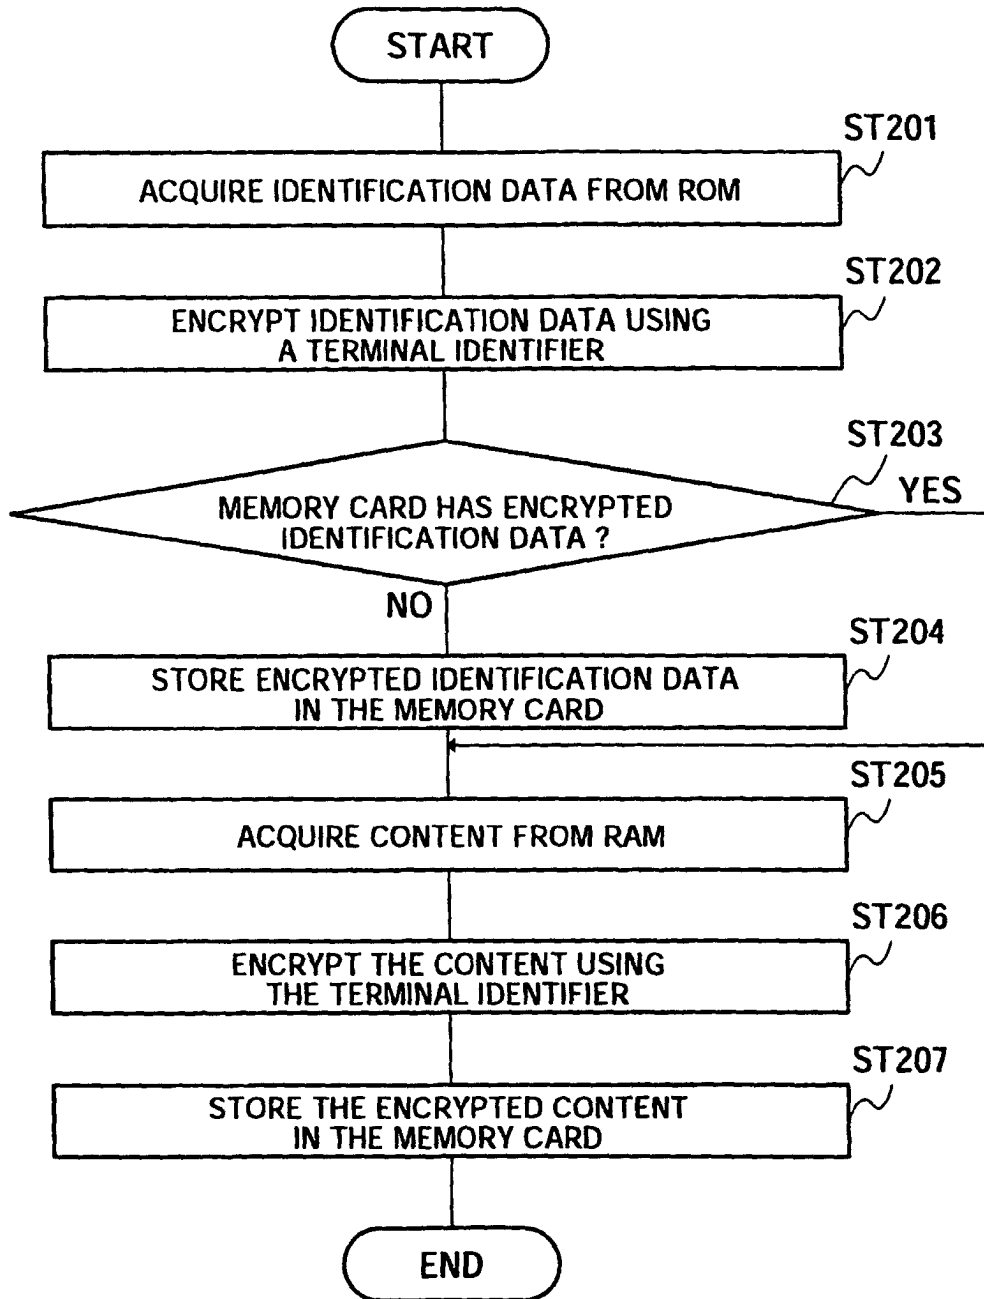 START
ST201
ACQUIRE IDENTIFICATION DATA FROM ROM
ST202
ENCRYPT IDENTIFICATION DATA USING
A TERMINAL IDENTIFIER
ST203
YES
MEMORY CARD HAS ENCRYPTED
IDENTIFICATION DATA ?
NO
ST204
STORE ENCRYPTED IDENTIFICATION DATA
IN THE MEMORY CARD
ST205
ACQUIRE CONTENT FROM RAM
ST206
ENCRYPT THE CONTENT USING
THE TERMINAL IDENTIFIER
ST207
STORE THE ENCRYPTED CONTENT
IN THE MEMORY CARD
END